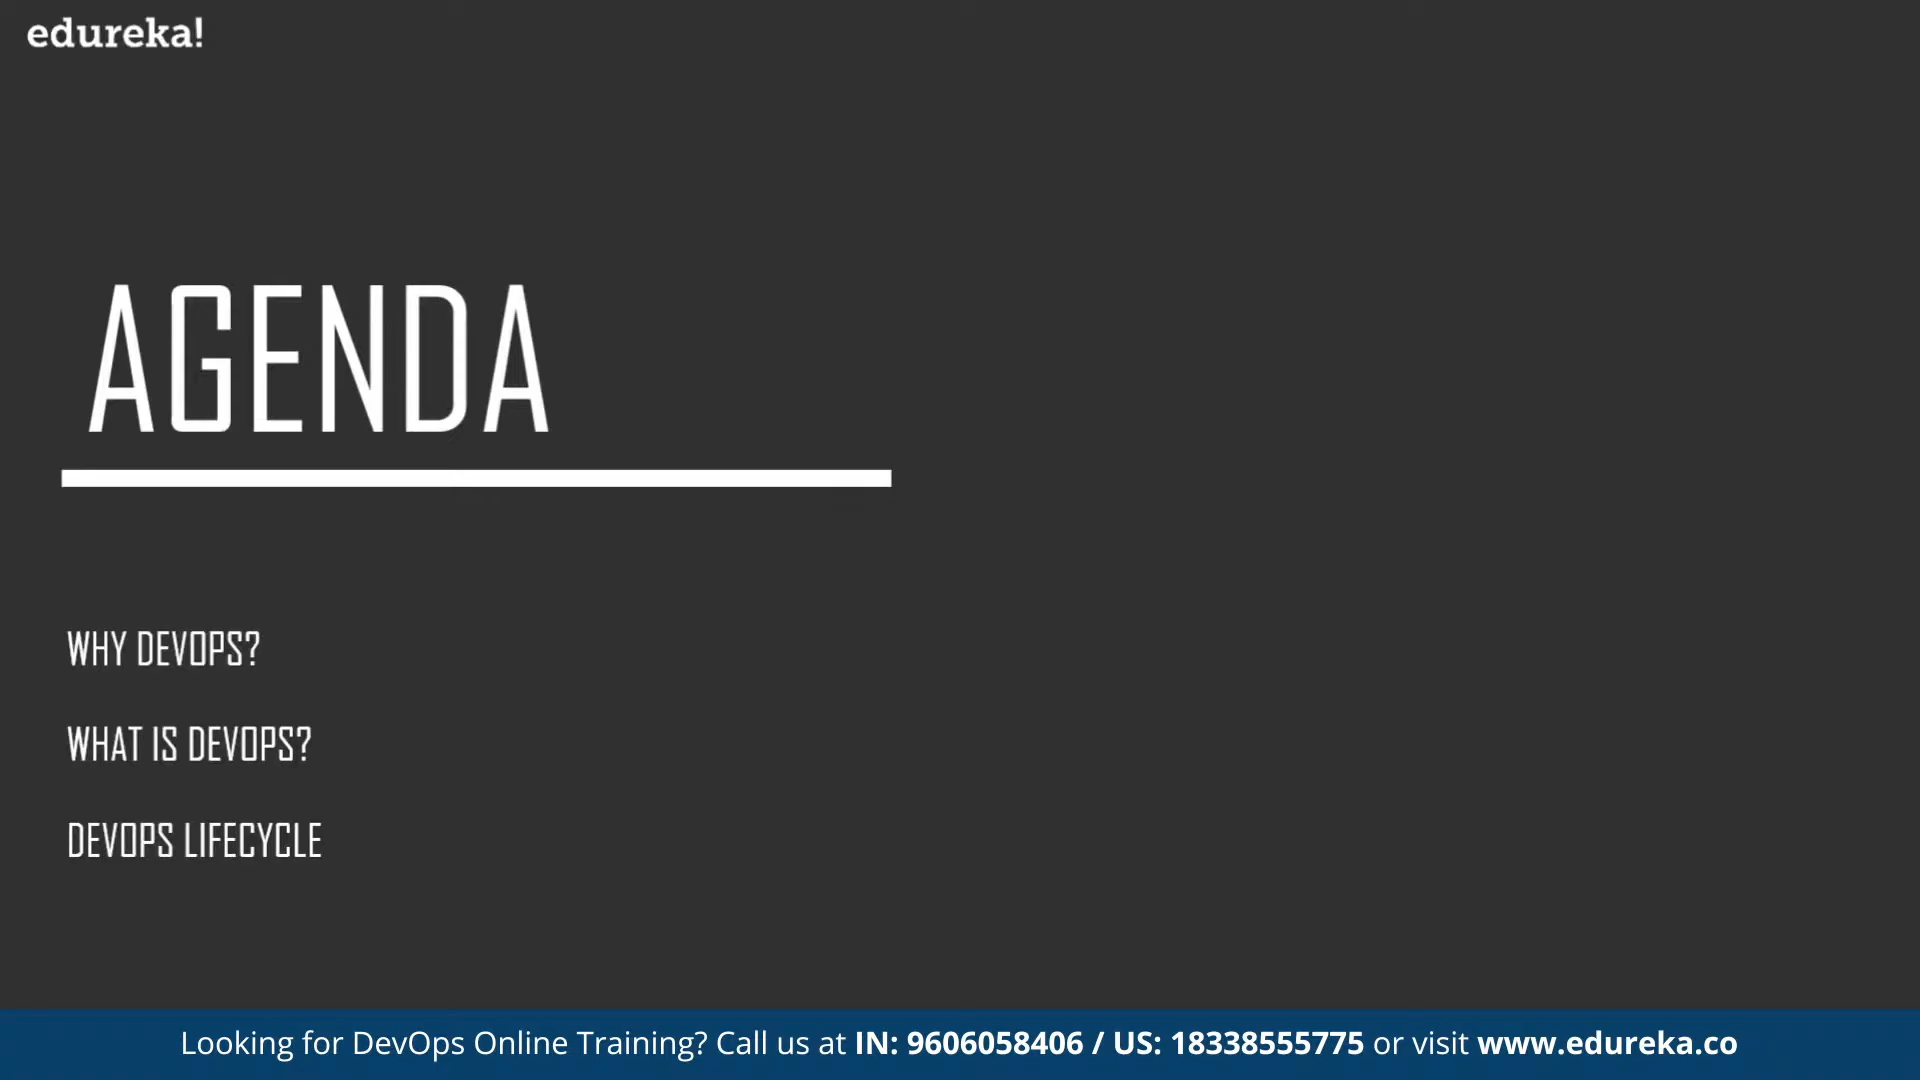 edureka!
AGENDA
WHY DEVOPS?
WHAT IS DEVOPS?
DEVOPS LIFECYCLE
Looking for DevOps Online Training? Call us at IN: 9606058406 / US: 18338555775 or visit www.edureka.co